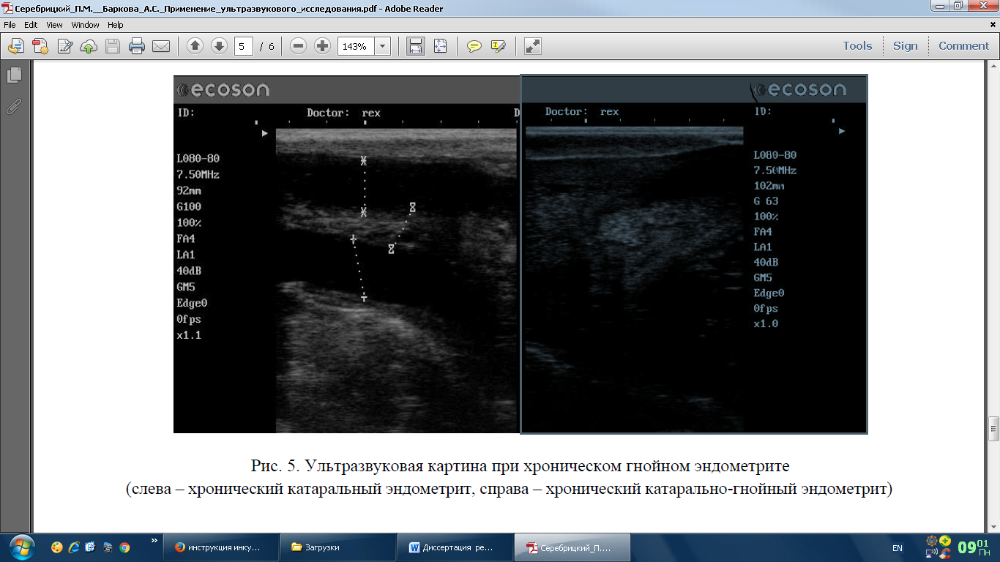 Серебрицкий_П.М.__Баркова_А.С._Применение_ультразвукового_исследования.pdf - Adobe Reader
File Edit View Window Help
5 / 6 143% Tools Sign Comment
ecoson
ID: Doctor: rex D
L080-80
7.50MHz
92mm
G100
100%
FA4
LA1
40dB
GM5
Edge0
0fps
x1.1
ecoson
Doctor: rex ID:
L080-80
7.50MHz
102mm
G 63
100%
FA4
LA1
40dB
GM5
Edge0
0fps
x1.0
Рис. 5. Ультразвуковая картина при хроническом гнойном эндометрите
(слева – хронический катаральный эндометрит, справа – хронический катарально-гнойный эндометрит)
инструкция инку... Загрузки Диссертация ре... Серебрицкий_П.... EN 09 01 Пн